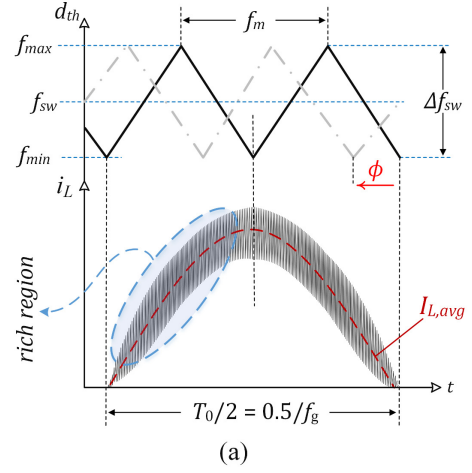 d_th
f_m
f_max
f_sw
Δf_sw
f_min
ϕ
i_L
rich region
I_L,avg
t
T_0/2 = 0.5/f_g
(a)